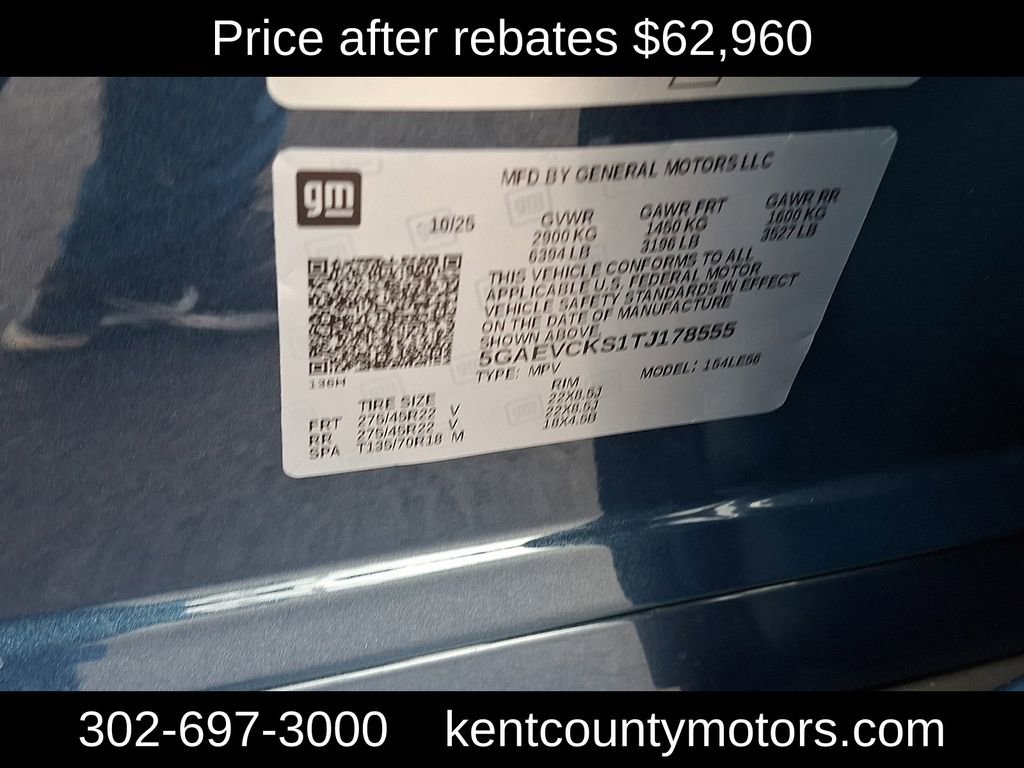 Price after rebates $62,960
gm
MFD BY GENERAL MOTORS LLC
10/25
GVWR GAWR FRT GAWR RR
2900 KG 1450 KG 1600 KG
6394 LB 3196 LB 3527 LB
THIS VEHICLE CONFORMS TO ALL
APPLICABLE U.S. FEDERAL MOTOR
VEHICLE SAFETY STANDARDS IN EFFECT
ON THE DATE OF MANUFACTURE
SHOWN ABOVE
5GAEVCKS1TJ178555
TYPE: MPV MODEL: 154LE56
136H
TIRE SIZE RIM
FRT 275/45R22 V 22X8.5J
RR 275/45R22 V 22X8.5J
SPA T135/70R18 M 18X4.5B
302-697-3000 kentcountymotors.com